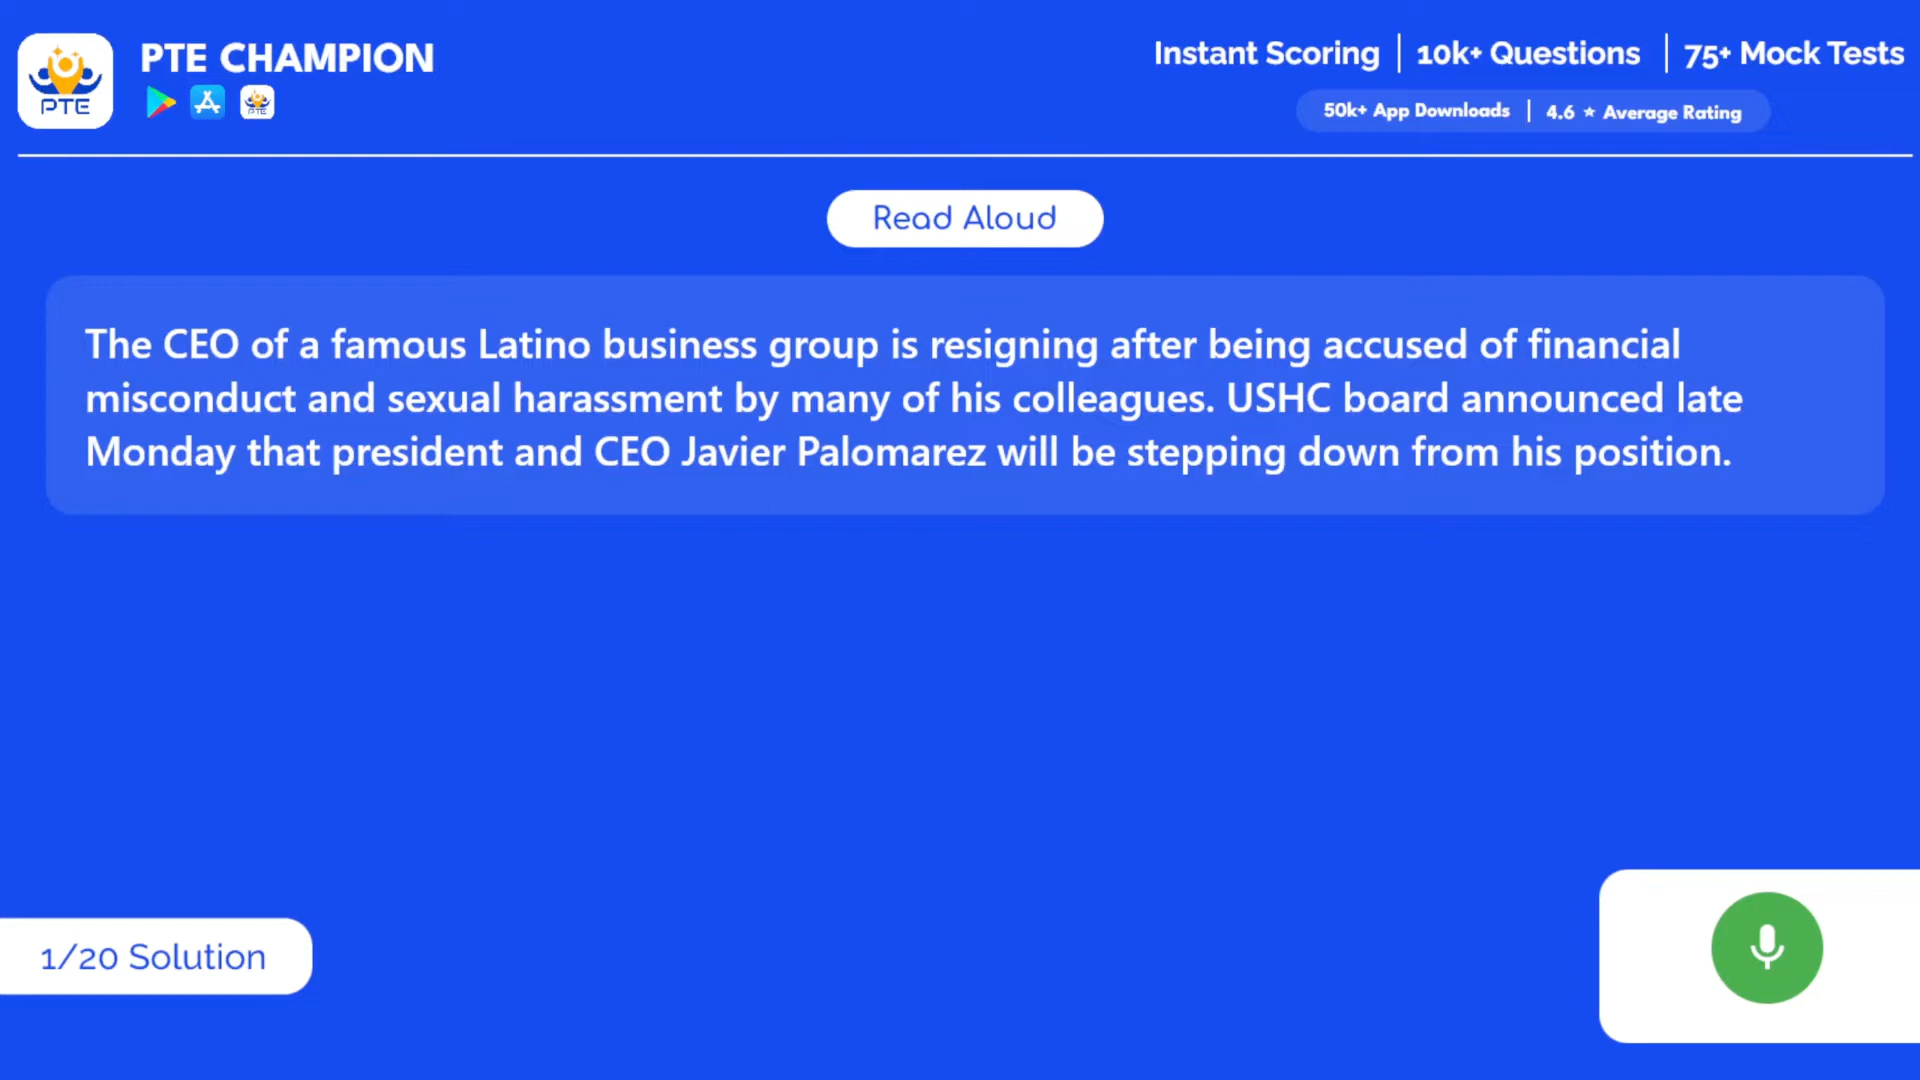 PTE CHAMPION
PTE
PTE
Instant Scoring | 10k+ Questions | 75+ Mock Tests
50k+ App Downloads | 4.6 ★ Average Rating
Read Aloud
The CEO of a famous Latino business group is resigning after being accused of financial
misconduct and sexual harassment by many of his colleagues. USHC board announced late
Monday that president and CEO Javier Palomarez will be stepping down from his position.
1/20 Solution